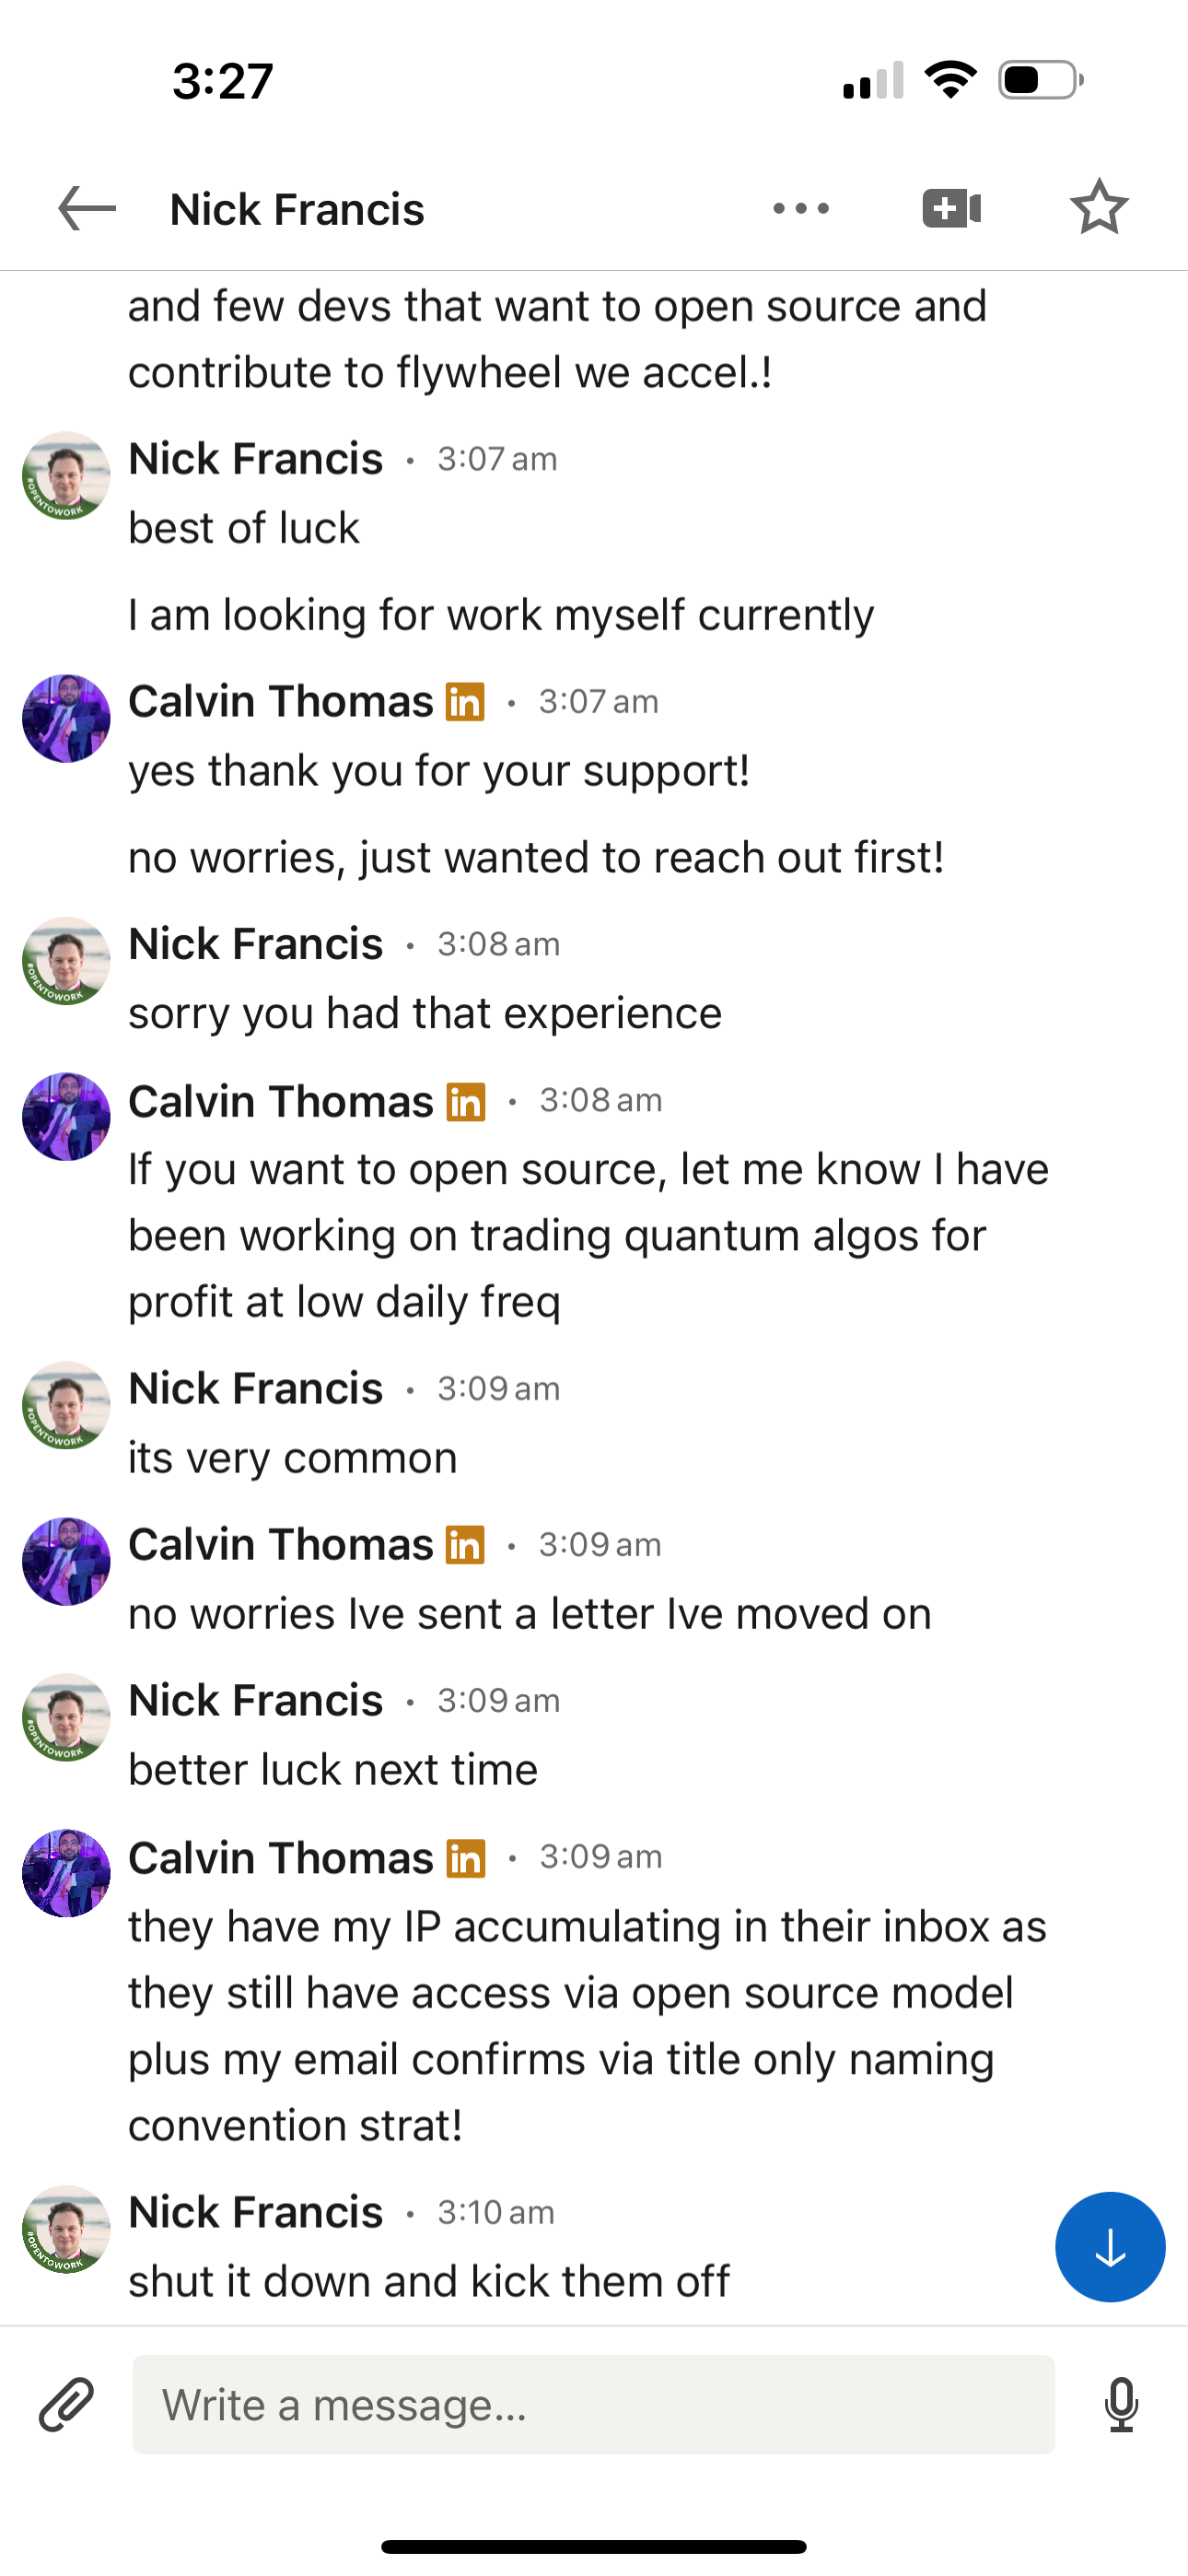 3:27
Nick Francis
and few devs that want to open source and
contribute to flywheel we accel.!
Nick Francis • 3:07 am
best of luck
I am looking for work myself currently
Calvin Thomas in • 3:07 am
yes thank you for your support!
no worries, just wanted to reach out first!
Nick Francis • 3:08 am
sorry you had that experience
Calvin Thomas in • 3:08 am
If you want to open source, let me know I have
been working on trading quantum algos for
profit at low daily freq
Nick Francis • 3:09 am
its very common
Calvin Thomas in • 3:09 am
no worries Ive sent a letter Ive moved on
Nick Francis • 3:09 am
better luck next time
Calvin Thomas in • 3:09 am
they have my IP accumulating in their inbox as
they still have access via open source model
plus my email confirms via title only naming
convention strat!
Nick Francis • 3:10 am
#OPENTOWORK
shut it down and kick them off
Write a message...